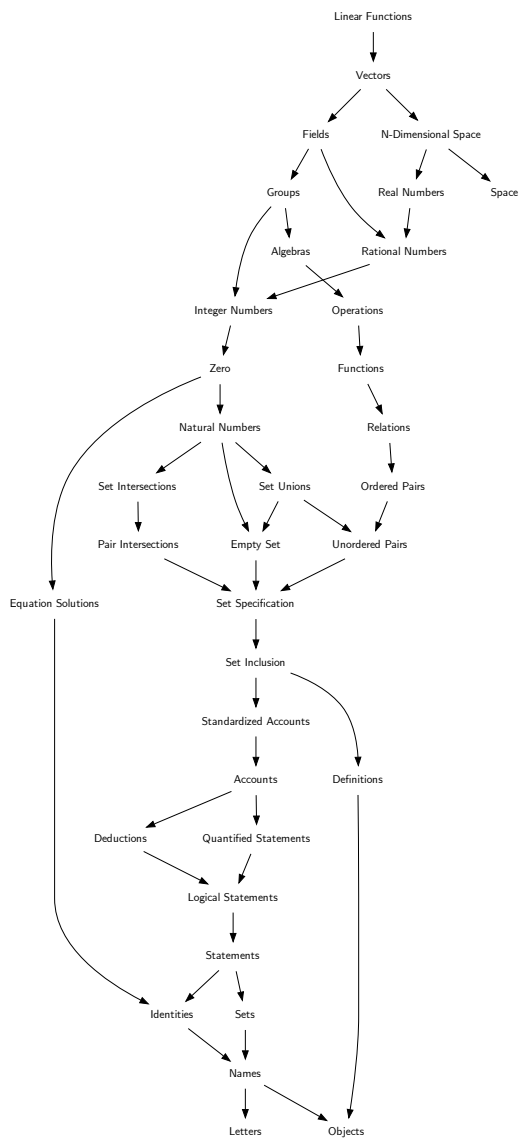 Linear Functions
Vectors
Fields
N-Dimensional Space
Groups
Real Numbers
Space
Algebras
Rational Numbers
Integer Numbers
Operations
Zero
Functions
Natural Numbers
Relations
Set Intersections
Set Unions
Ordered Pairs
Pair Intersections
Empty Set
Unordered Pairs
Equation Solutions
Set Specification
Set Inclusion
Standardized Accounts
Accounts
Definitions
Deductions
Quantified Statements
Logical Statements
Statements
Identities
Sets
Names
Letters
Objects